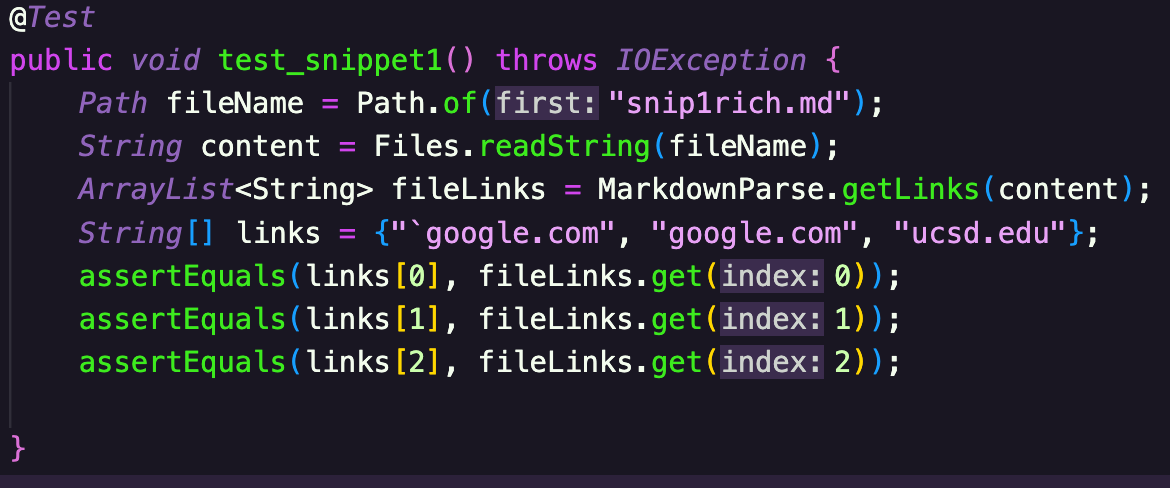 @Test
public void test_snippet1() throws IOException {
    Path fileName = Path.of(first: "snip1rich.md");
    String content = Files.readString(fileName);
    ArrayList<String> fileLinks = MarkdownParse.getLinks(content);
    String[] links = {"`google.com", "google.com", "ucsd.edu"};
    assertEquals(links[0], fileLinks.get(index: 0));
    assertEquals(links[1], fileLinks.get(index: 1));
    assertEquals(links[2], fileLinks.get(index: 2));
}